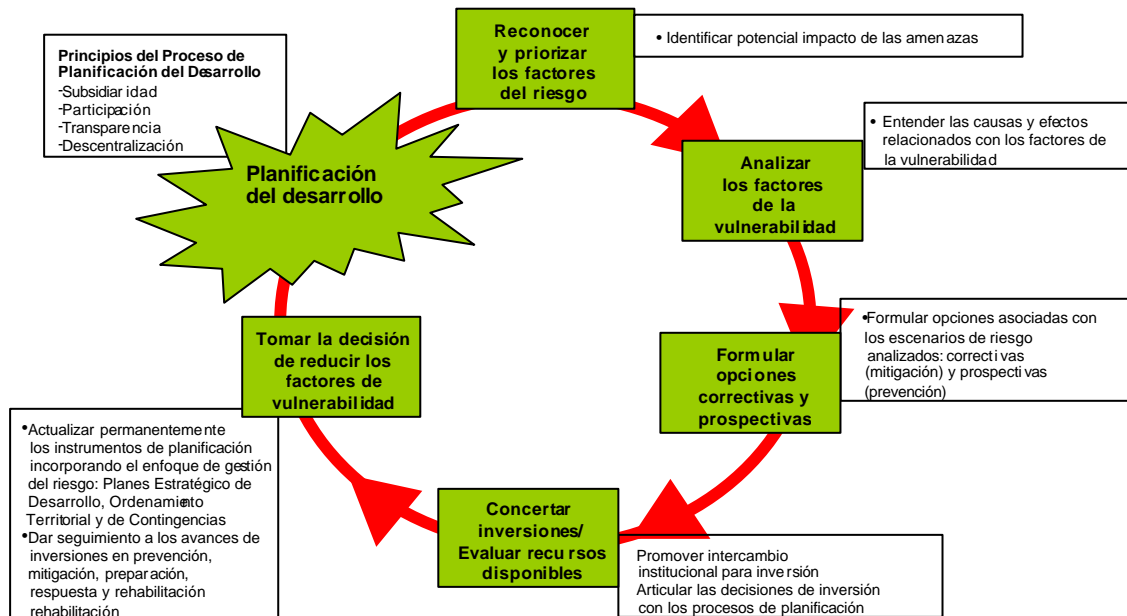 Principios del Proceso de
Planificación del Desarrollo
-Subsidiaridad
-Participación
-Transparencia
-Descentralización
Planificación
del desarrollo
Reconocer
y priorizar
los factores
del riesgo
• Identificar potencial impacto de las amenazas
Analizar
los factores
de la
vulnerabilidad
• Entender las causas y efectos
relacionados con los factores de
la vulnerabilidad
Formular
opciones
correctivas y
prospectivas
•Formular opciones asociadas con
los escenarios de riesgo
analizados: correctivas
(mitigación) y prospectivas
(prevención)
Concertar
inversiones/
Evaluar recursos
disponibles
Promover intercambio
institucional para inversión
Articular las decisiones de inversión
con los procesos de planificación
Tomar la decisión
de reducir los
factores de
vulnerabilidad
•Actualizar permanentemente
los instrumentos de planificación
incorporando el enfoque de gestión
del riesgo: Planes Estratégico de
Desarrollo, Ordenamiento
Territorial y de Contingencias
•Dar seguimiento a los avances de
inversiones en prevención,
mitigación, preparación,
respuesta y rehabilitación
rehabilitación